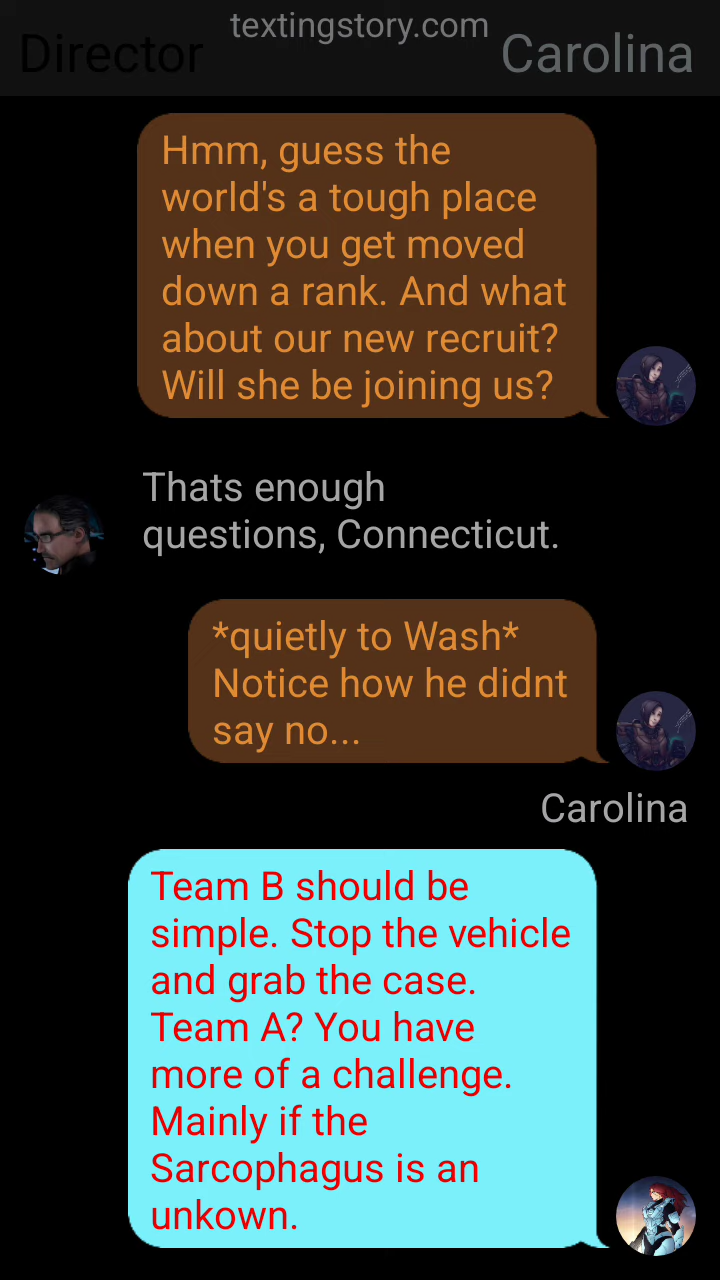 textingstory.com
Director
Carolina
Hmm, guess the
world's a tough place
when you get moved
down a rank. And what
about our new recruit?
Will she be joining us?
Thats enough
questions, Connecticut.
*quietly to Wash*
Notice how he didnt
say no...
Carolina
Team B should be
simple. Stop the vehicle
and grab the case.
Team A? You have
more of a challenge.
Mainly if the
Sarcophagus is an
unkown.